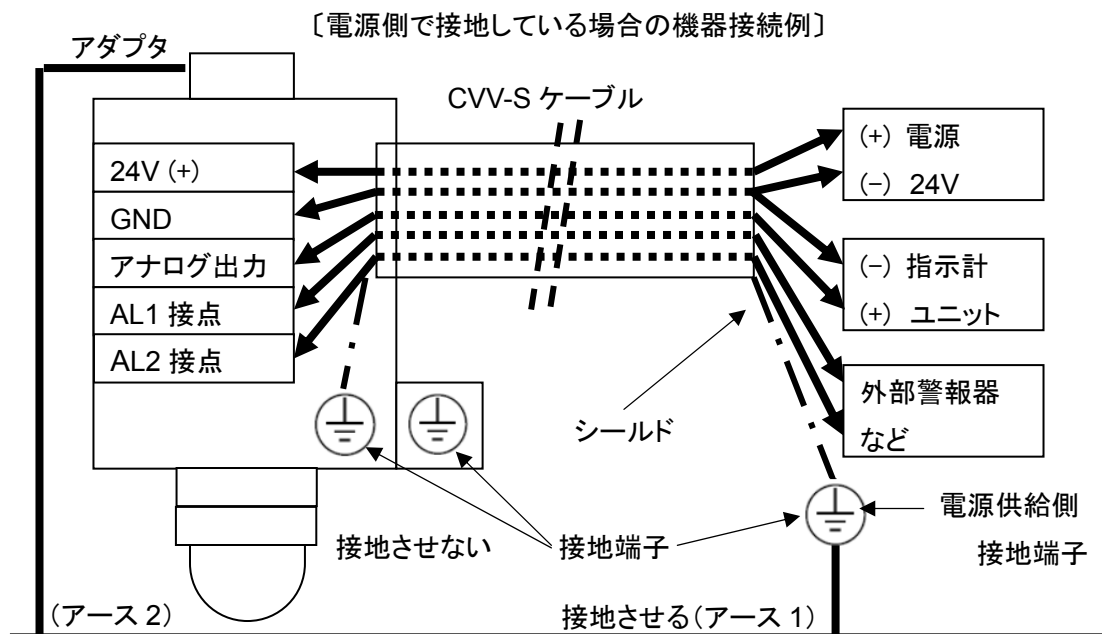 〔電源側で接地している場合の機器接続例〕
アダプタ
CVV-S ケーブル
24V (+)
GND
アナログ出力
AL1 接点
AL2 接点
(+) 電源
(−) 24V
(−) 指示計
(+) ユニット
外部警報器
など
シールド
電源供給側
接地端子
接地させない
接地端子
(アース 2)
接地させる(アース 1)